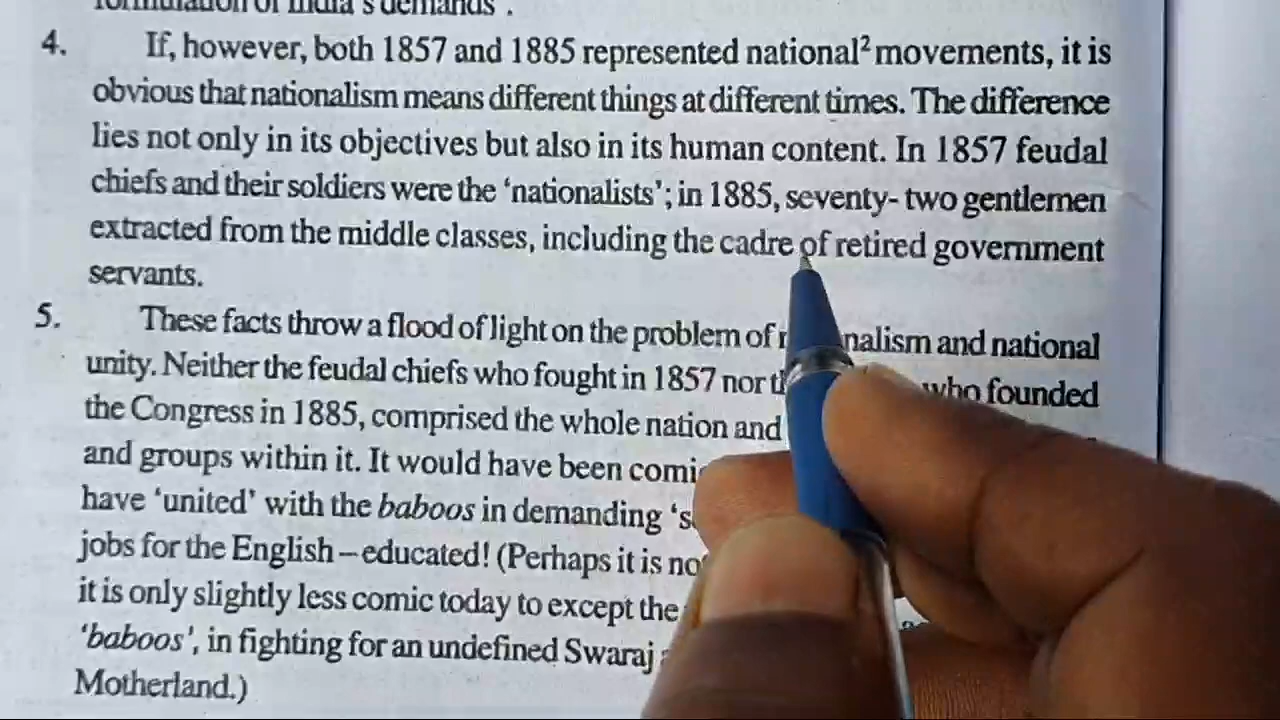 formulation of India's demands'.
4. If, however, both 1857 and 1885 represented national² movements, it is
obvious that nationalism means different things at different times. The difference
lies not only in its objectives but also in its human content. In 1857 feudal
chiefs and their soldiers were the 'nationalists'; in 1885, seventy- two gentlemen
extracted from the middle classes, including the cadre of retired government
servants.
5. These facts throw a flood of light on the problem of and national
unity. Neither the feudal chiefs who fought in 1857 nor who founded
the Congress in 1885, comprised the whole nation and
and groups within it. It would have been
have 'united' with the baboos in demanding
jobs for the English – educated! (Perhaps it is
it is only slightly less comic today to except the
'baboos', in fighting for an undefined Swaraj
Motherland.)